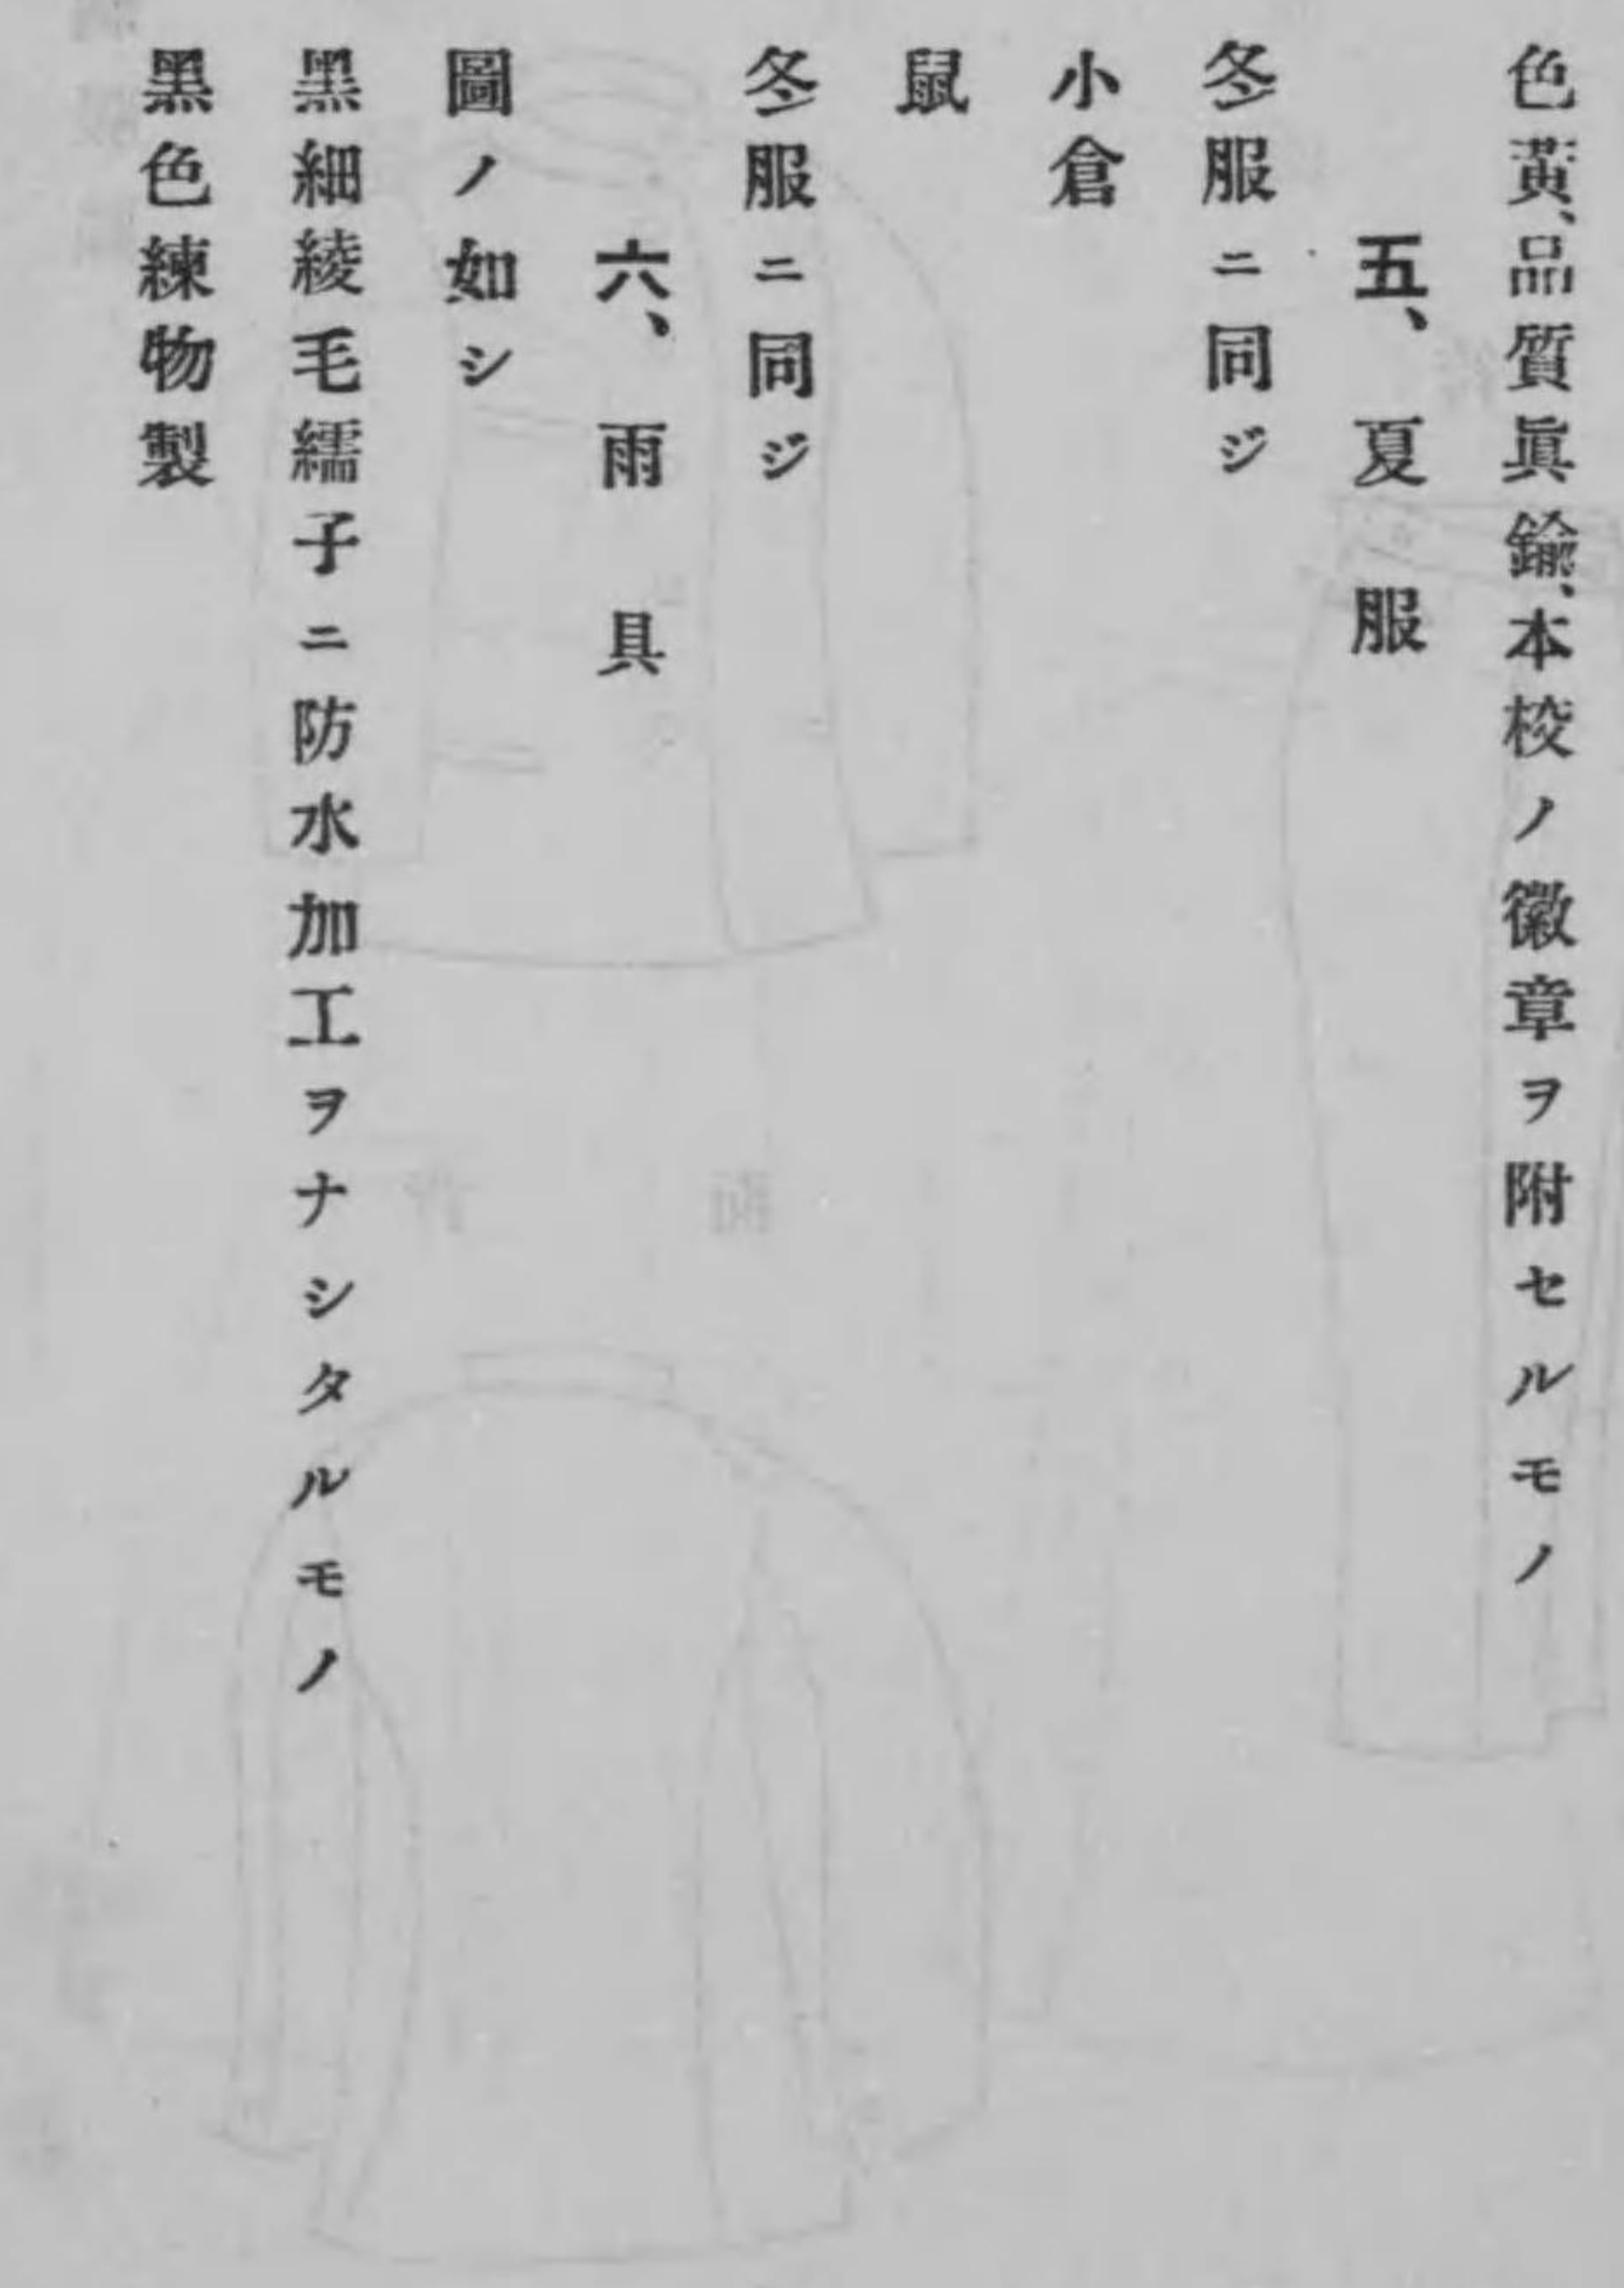 色黃、品質眞鍮、本校ノ徽章ヲ附セルモノ
五、夏服
冬服ニ同ジ
小倉
鼠
冬服ニ同ジ
六、雨具
圖ノ如シ
黑細綾毛繻子ニ防水加工ヲナシタルモノ
黑色練物製